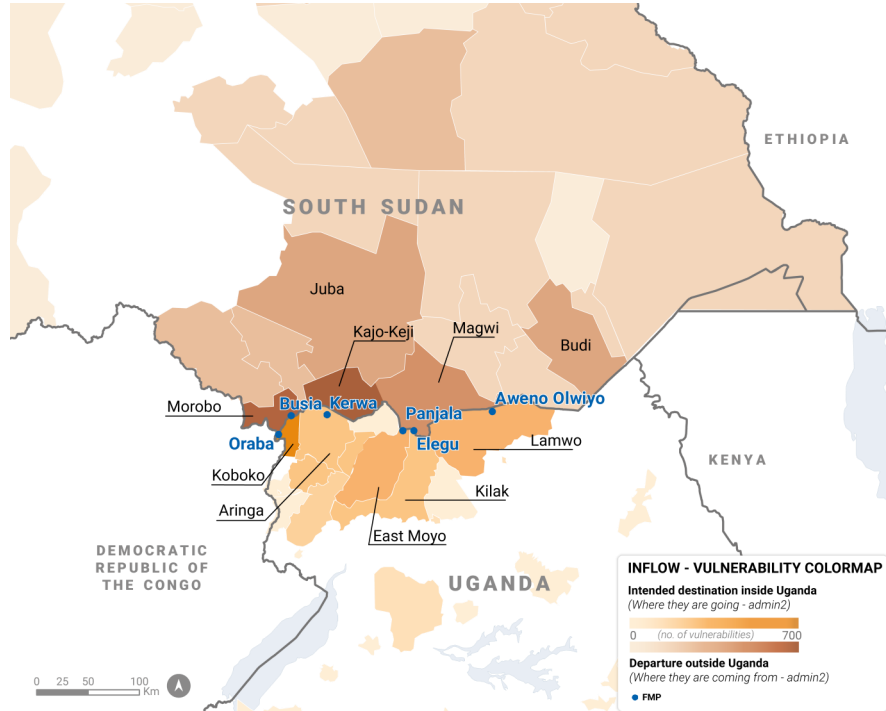 ETHIOPIA
SOUTH SUDAN
Juba
Kajo-Keji
Magwi
Budi
Morobo
Busia
Kerwa
Panjala
Aweno Olwiyo
Oraba
Elegu
Lamwo
Koboko
KENYA
Kilak
Aringa
East Moyo
DEMOCRATIC
REPUBLIC OF
THE CONGO
UGANDA
INFLOW - VULNERABILITY COLORMAP
Intended destination inside Uganda
(Where they are going - admin2)
0 (no. of vulnerabilities) 700
Departure outside Uganda
(Where they are coming from - admin2)
FMP
0 25 50 100
Km